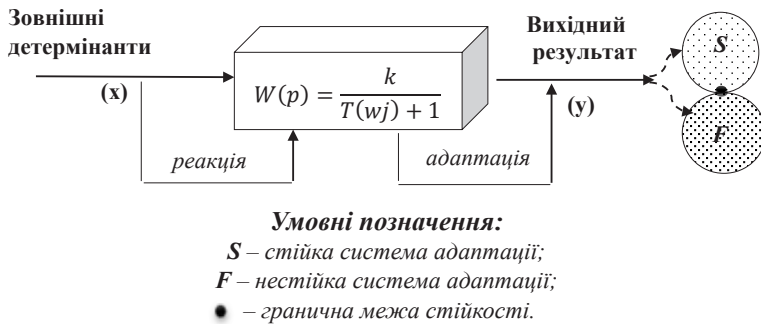 Зовнішні
детермінанти
(x)
W(p) = k / T(wj) + 1
Вихідний
результат
(y)
S
F
реакція
адаптація
Умовні позначення:
S – стійка система адаптації;
F – нестійка система адаптації;
– гранична межа стійкості.